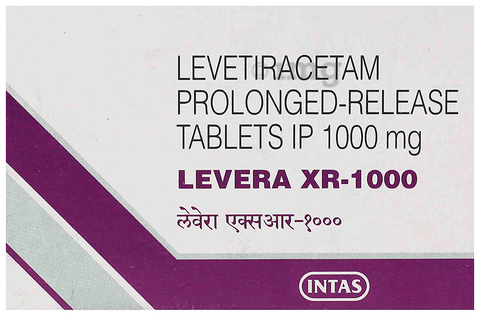 LEVETIRACETAM
PROLONGED-RELEASE
TABLETS IP 1000 mg
LEVERA XR-1000
लेवेरा एक्सआर-१०००
INTAS